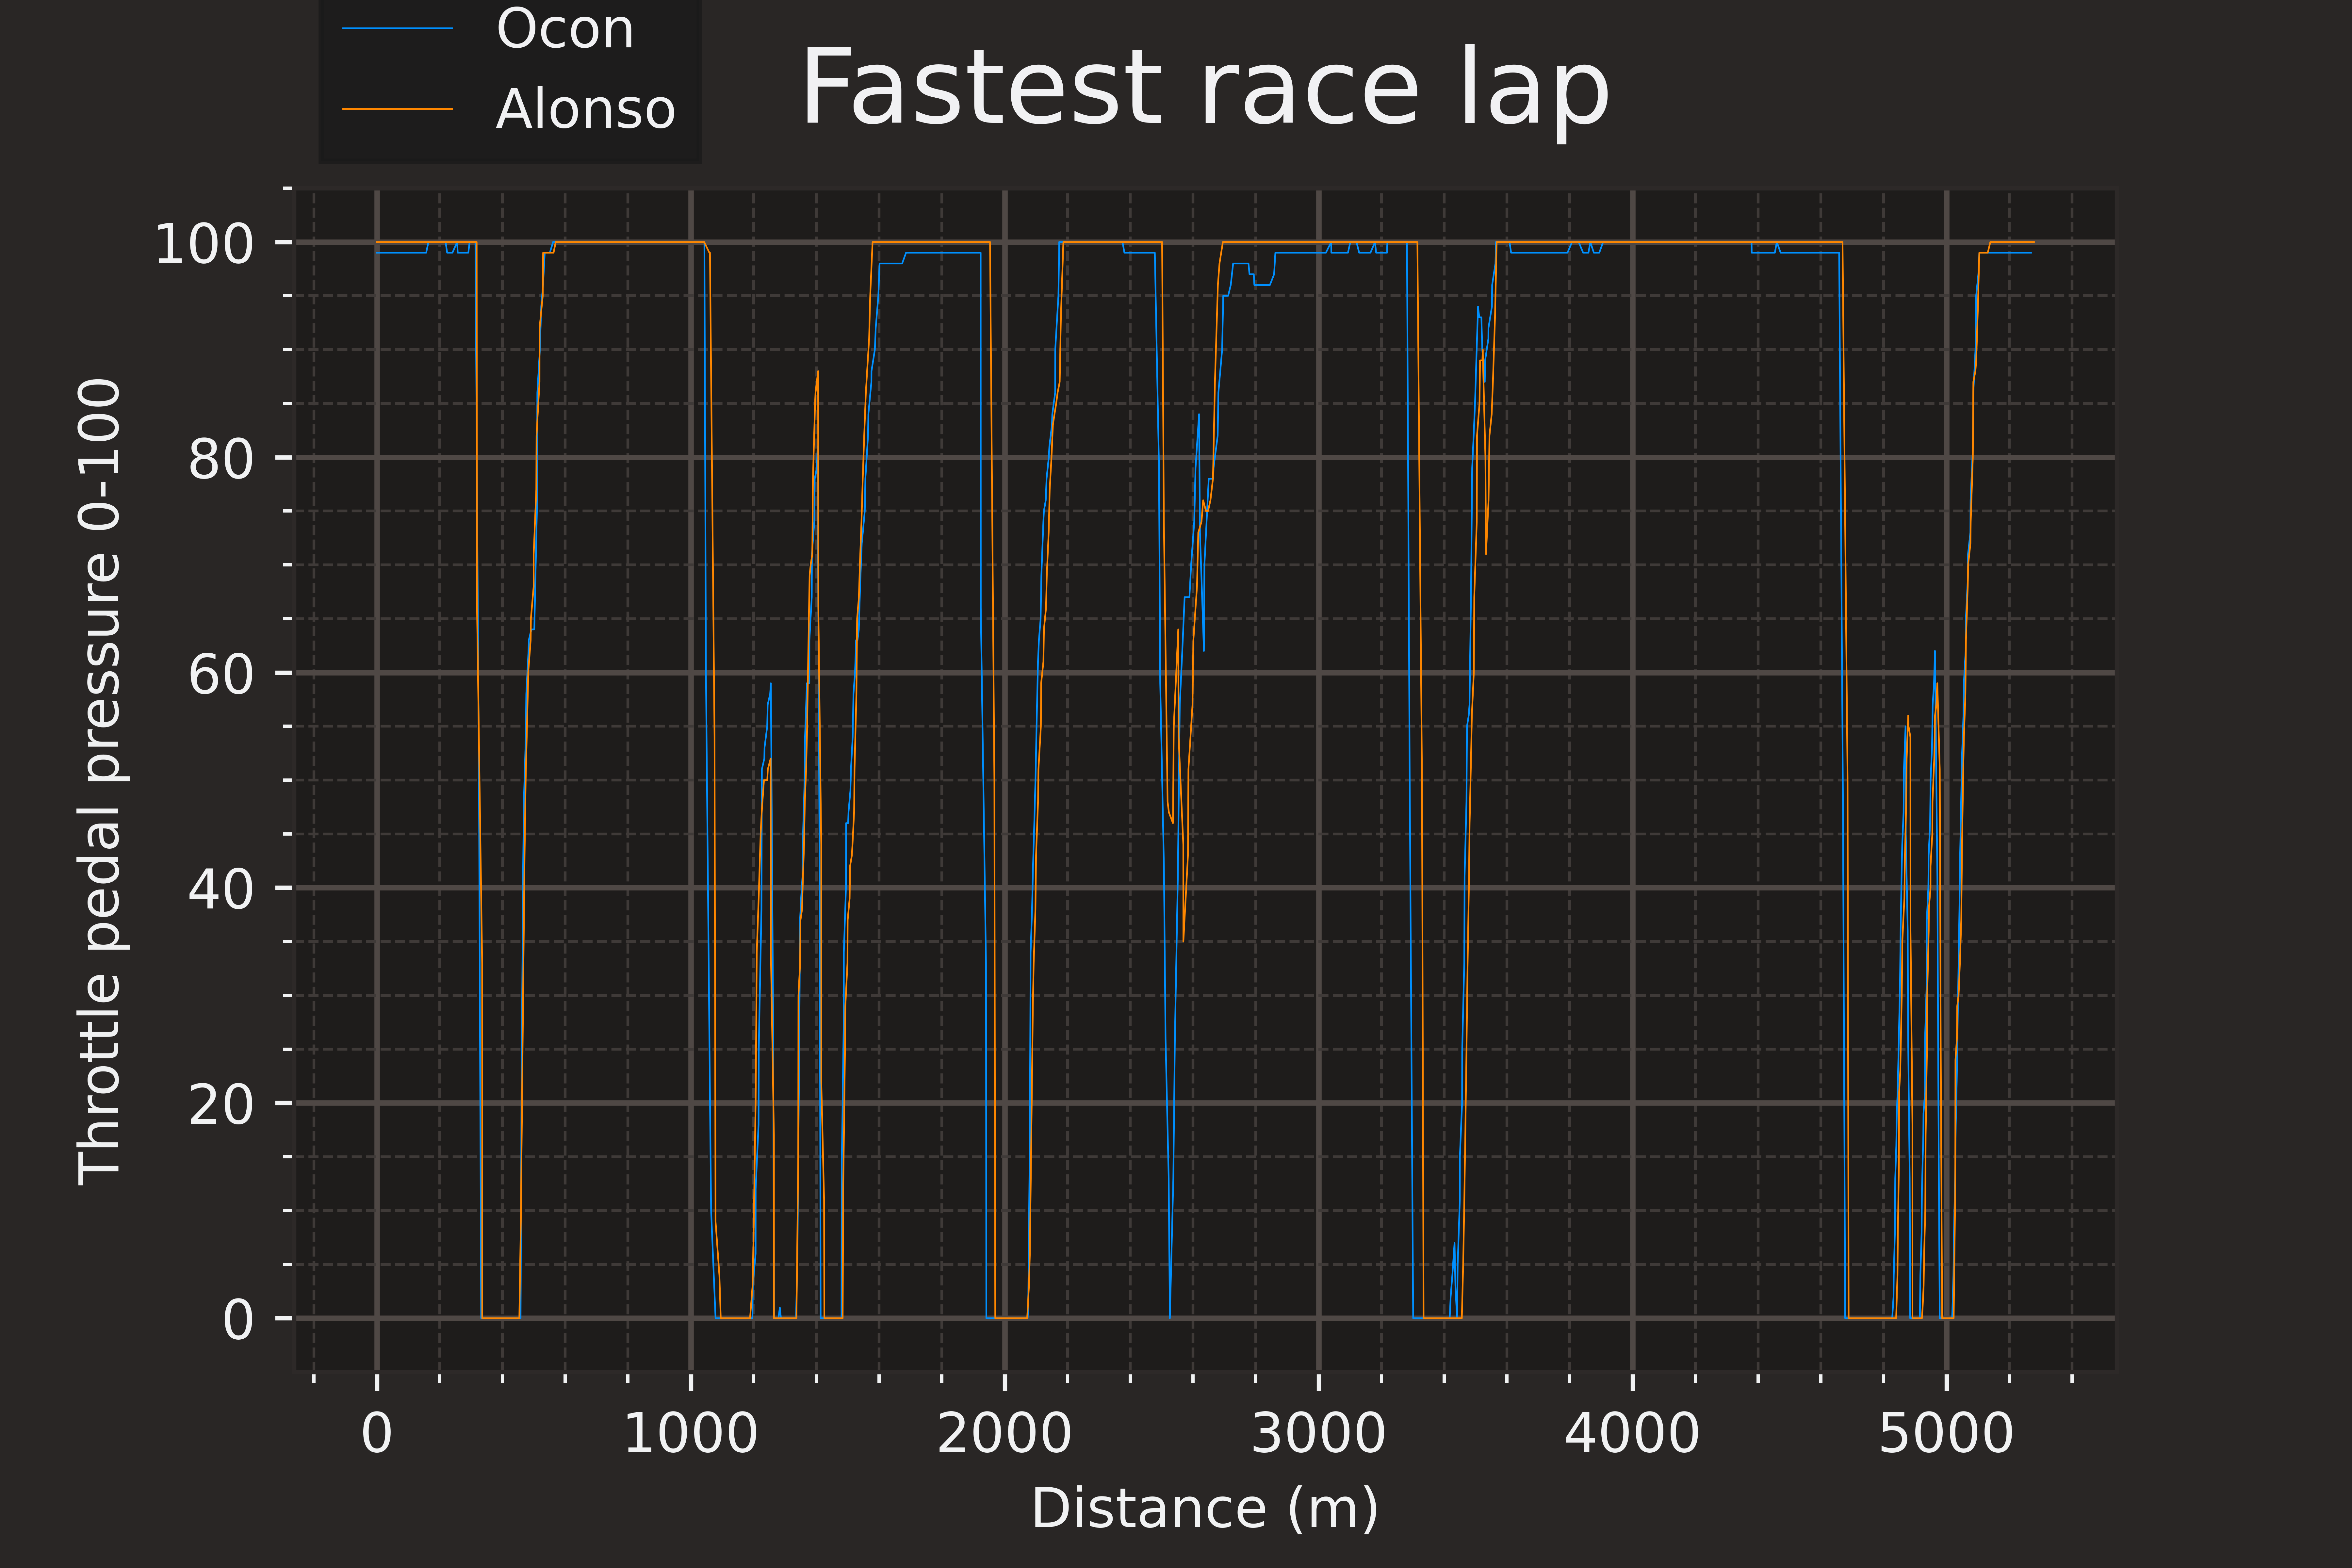 Ocon
Alonso
Fastest race lap
Throttle pedal pressure 0-100
100
80
60
40
20
0
0 1000 2000 3000 4000 5000
Distance (m)